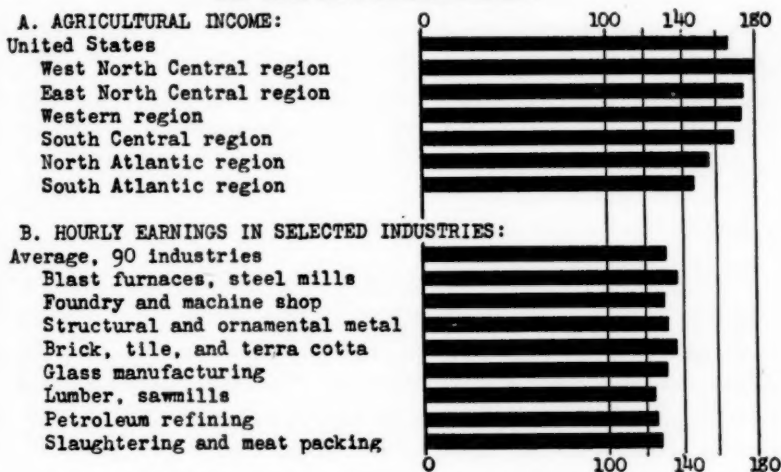 A. AGRICULTURAL INCOME:
0 100 140 180
United States
West North Central region
East North Central region
Western region
South Central region
North Atlantic region
South Atlantic region
B. HOURLY EARNINGS IN SELECTED INDUSTRIES:
Average, 90 industries
Blast furnaces, steel mills
Foundry and machine shop
Structural and ornamental metal
Brick, tile, and terra cotta
Glass manufacturing
Lumber, sawmills
Petroleum refining
Slaughtering and meat packing
0 100 140 180